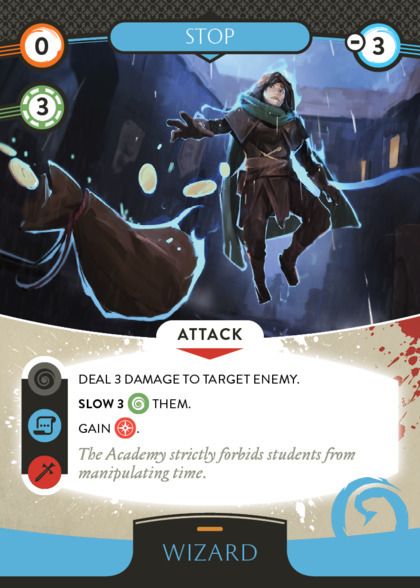 0
STOP
-3
3
ATTACK
DEAL 3 DAMAGE TO TARGET ENEMY.
SLOW 3 THEM.
GAIN .
The Academy strictly forbids students from
manipulating time.
WIZARD